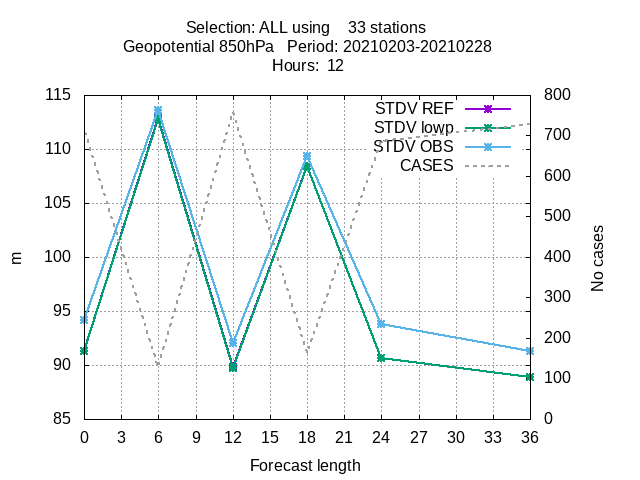 Selection: ALL using    33 stations
Geopotential 850hPa   Period: 20210203-20210228
Hours:  12
115
110
105
100
95
90
85
m
800
700
600
500
400
300
200
100
0
No cases
STDV REF
STDV lowp
STDV OBS
CASES
0 3 6 9 12 15 18 21 24 27 30 33 36
Forecast length